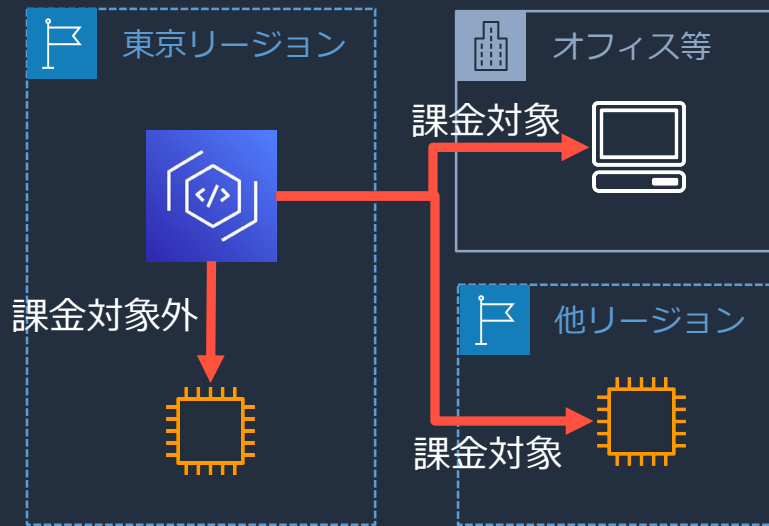 東京リージョン
オフィス等
課金対象
課金対象外
他リージョン
課金対象